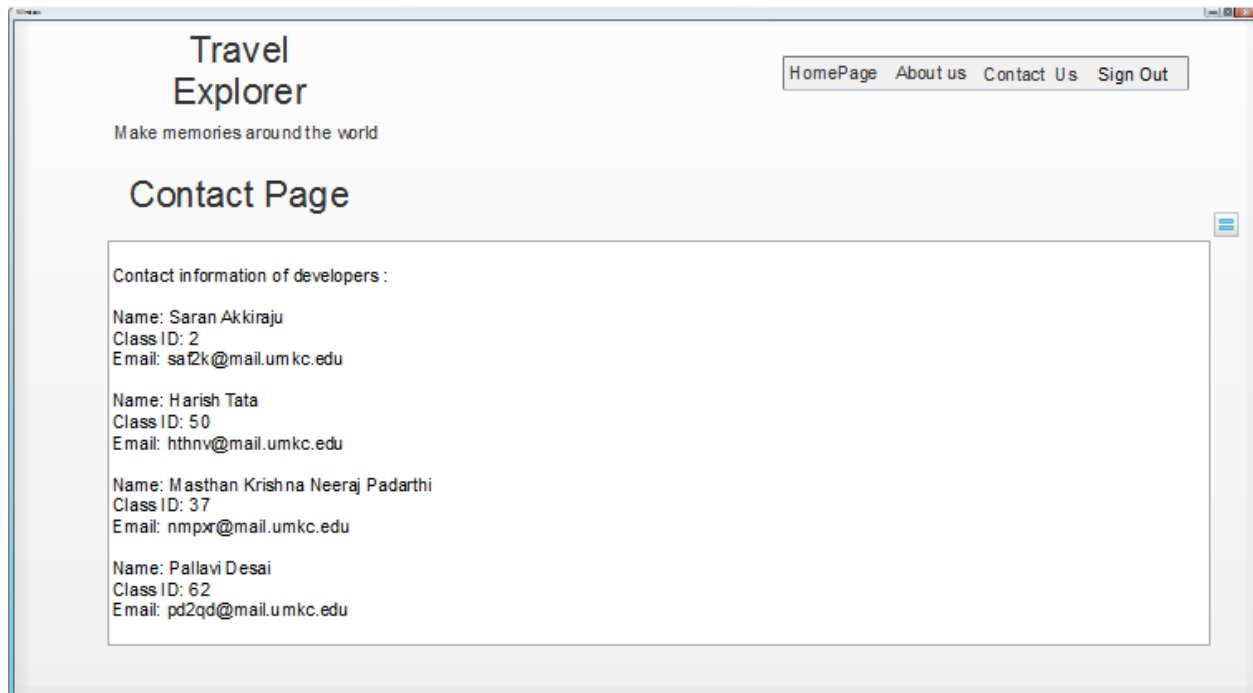 Travel
Explorer
HomePage About us Contact Us Sign Out
Make memories around the world
Contact Page
Contact information of developers :
Name: Saran Akkiraju
Class ID: 2
Email: saf2k@mail.umkc.edu
Name: Harish Tata
Class ID: 50
Email: hthnv@mail.umkc.edu
Name: Masthan Krishna Neeraj Padarthi
Class ID: 37
Email: nmpxr@mail.umkc.edu
Name: Pallavi Desai
Class ID: 62
Email: pd2qd@mail.umkc.edu